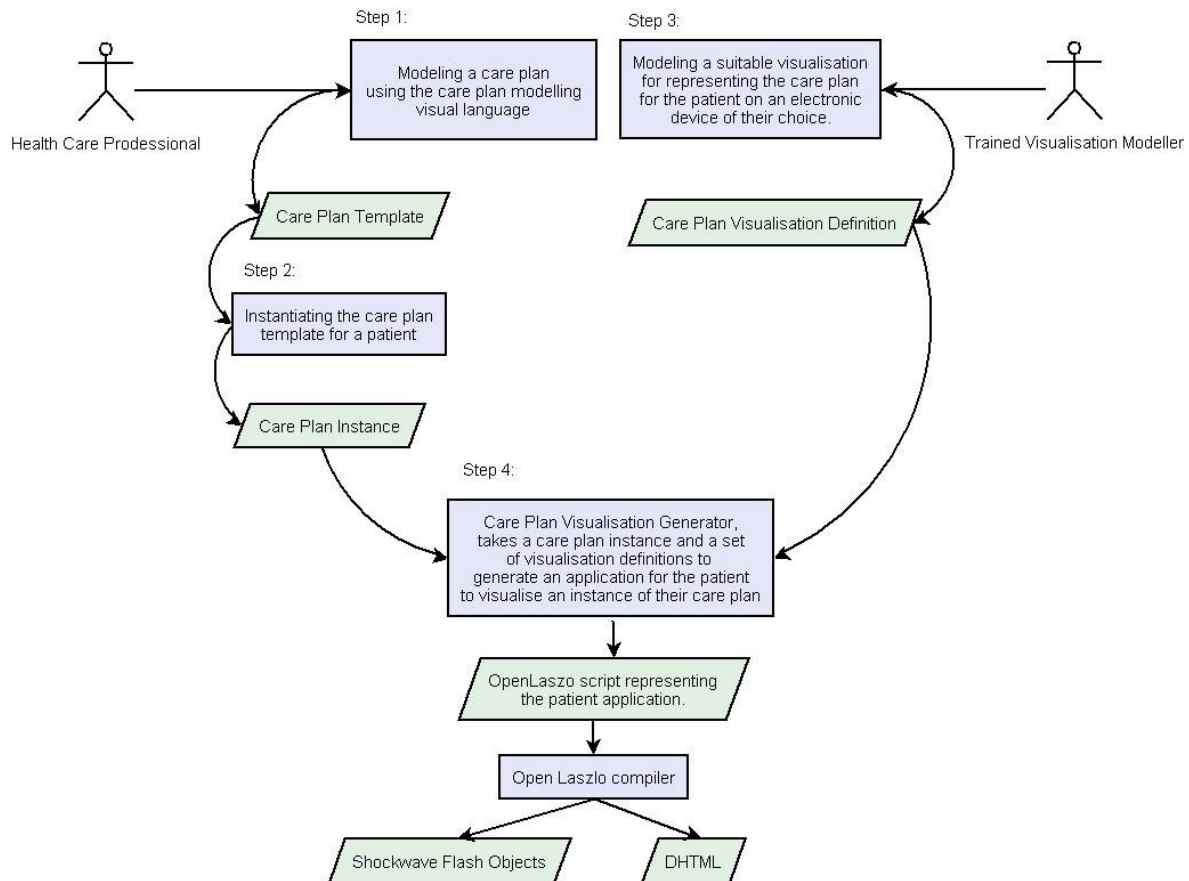 Step 1:
Modeling a care plan
using the care plan modelling
visual language
Health Care Prodessional
Step 3:
Modeling a suitable visualisation
for representing the care plan
for the patient on an electronic
device of their choice.
Trained Visualisation Modeller
Care Plan Template
Care Plan Visualisation Definition
Step 2:
Instantiating the care plan
template for a patient
Care Plan Instance
Step 4:
Care Plan Visualisation Generator,
takes a care plan instance and a set
of visualisation definitions to
generate an application for the patient
to visualise an instance of their care plan
OpenLaszo script representing
the patient application.
Open Laszlo compiler
Shockwave Flash Objects
DHTML